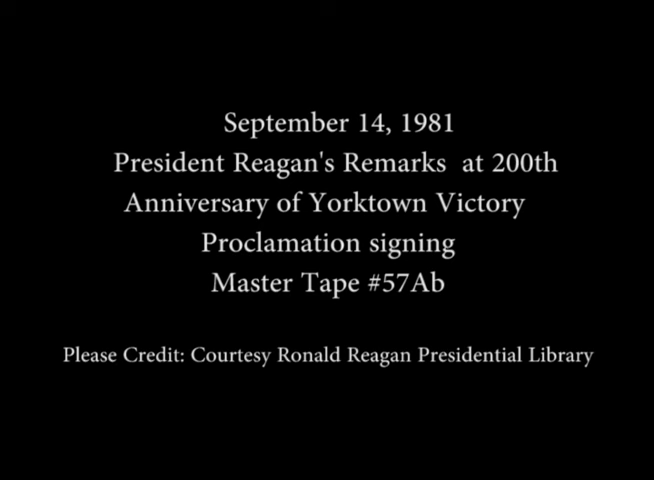 September 14, 1981
President Reagan's Remarks at 200th
Anniversary of Yorktown Victory
Proclamation signing
Master Tape #57Ab
Please Credit: Courtesy Ronald Reagan Presidential Library